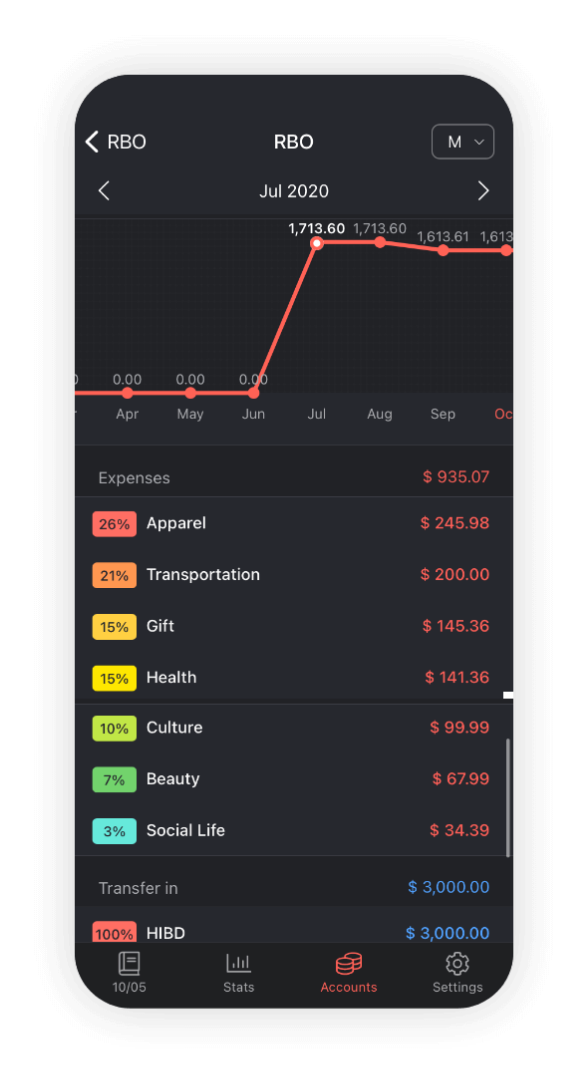 RBO RBO M
Jul 2020
1,713.60 1,713.60 1,613.61 1,613
0.00 0.00 0.00
Apr May Jun Jul Aug Sep Oc
Expenses $ 935.07
26% Apparel $ 245.98
21% Transportation $ 200.00
15% Gift $ 145.36
15% Health $ 141.36
10% Culture $ 99.99
7% Beauty $ 67.99
3% Social Life $ 34.39
Transfer in $ 3,000.00
100% HIBD $ 3,000.00
10/05 Stats Accounts Settings